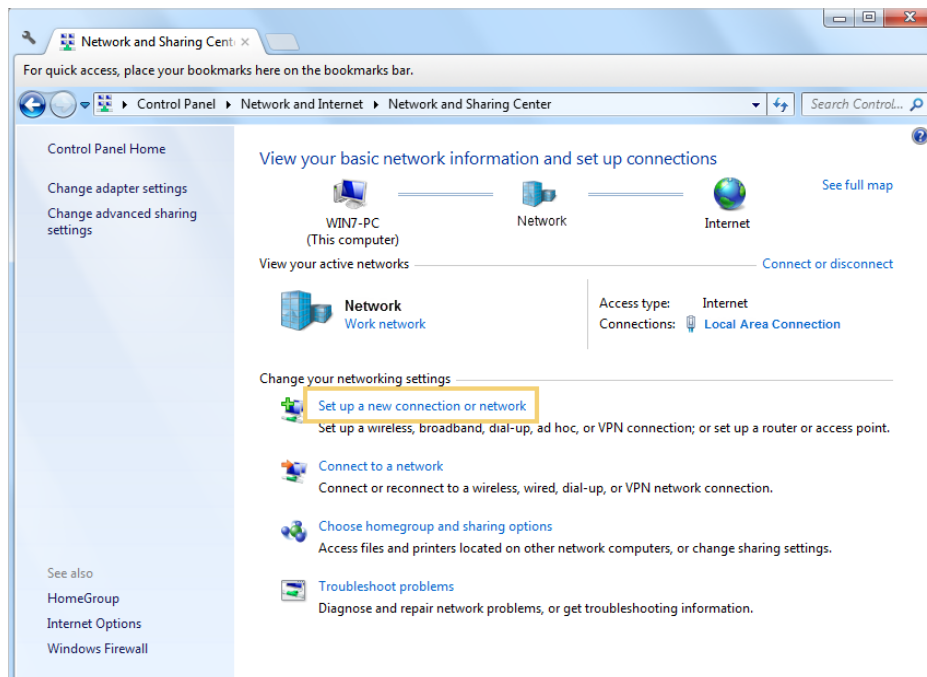 Network and Sharing Cent
For quick access, place your bookmarks here on the bookmarks bar.
Control Panel Network and Internet Network and Sharing Center
Search Control...
Control Panel Home
Change adapter settings
Change advanced sharing
settings
See also
HomeGroup
Internet Options
Windows Firewall
View your basic network information and set up connections
See full map
WIN7-PC
(This computer)
Network
Internet
View your active networks
Connect or disconnect
Network
Work network
Access type: Internet
Connections: Local Area Connection
Change your networking settings
Set up a new connection or network
Set up a wireless, broadband, dial-up, ad hoc, or VPN connection; or set up a router or access point.
Connect to a network
Connect or reconnect to a wireless, wired, dial-up, or VPN network connection.
Choose homegroup and sharing options
Access files and printers located on other network computers, or change sharing settings.
Troubleshoot problems
Diagnose and repair network problems, or get troubleshooting information.